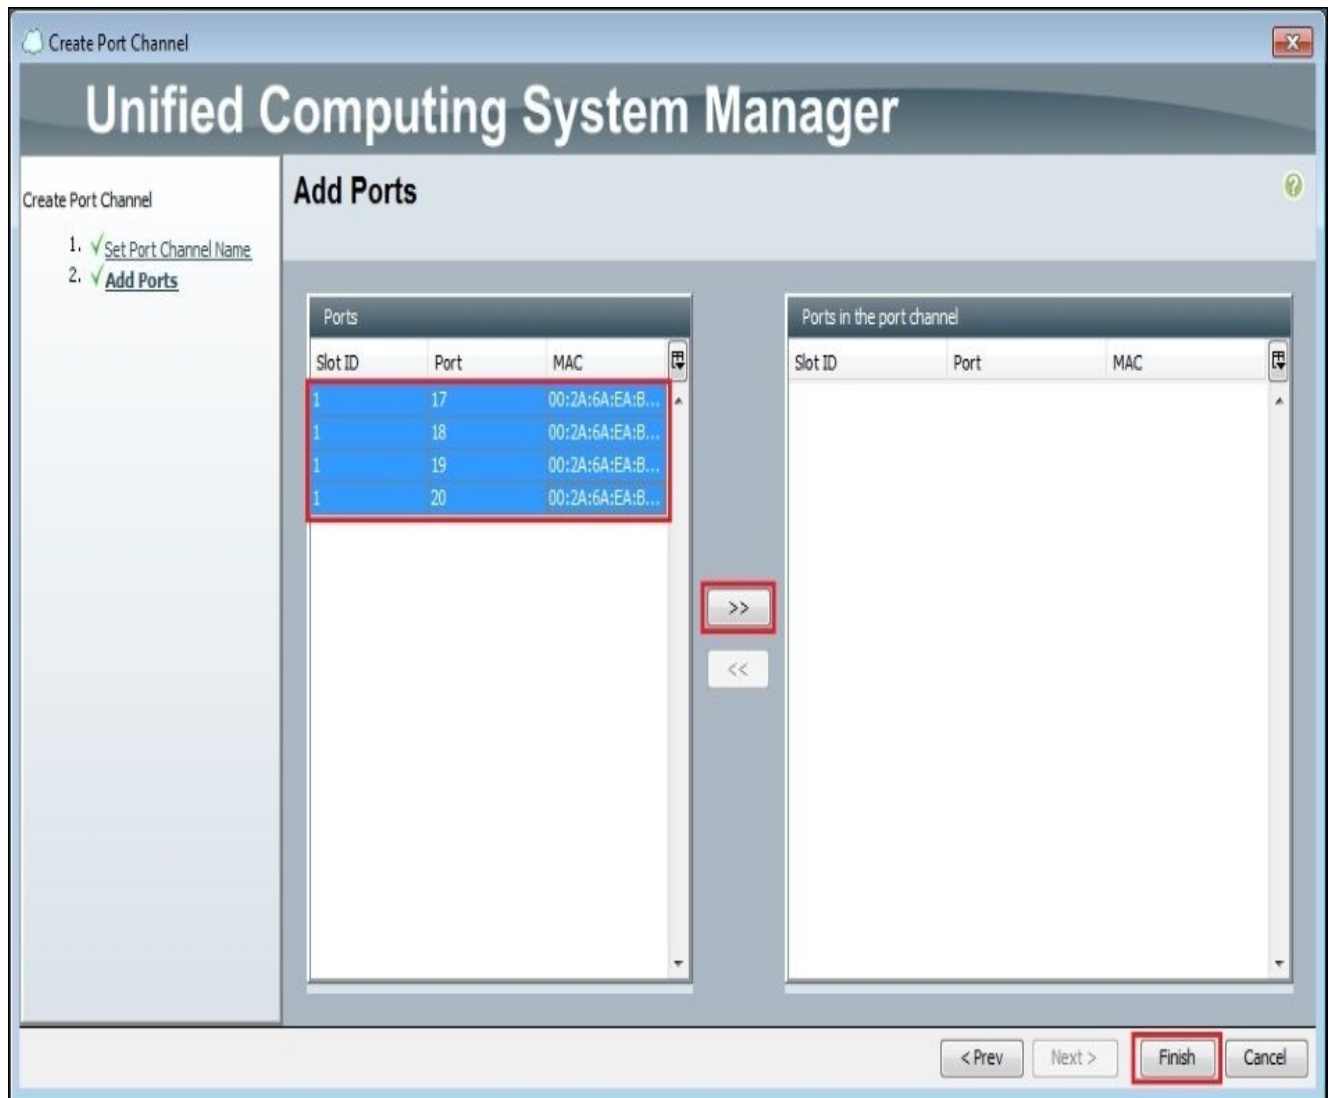 Create Port Channel
Unified Computing System Manager
Create Port Channel
1. Set Port Channel Name
2. Add Ports
Add Ports
?
Ports
Slot ID Port MAC
1 17 00:2A:6A:EA:B...
1 18 00:2A:6A:EA:B...
1 19 00:2A:6A:EA:B...
1 20 00:2A:6A:EA:B...
>>
<<
Ports in the port channel
Slot ID Port MAC
< Prev Next > Finish Cancel